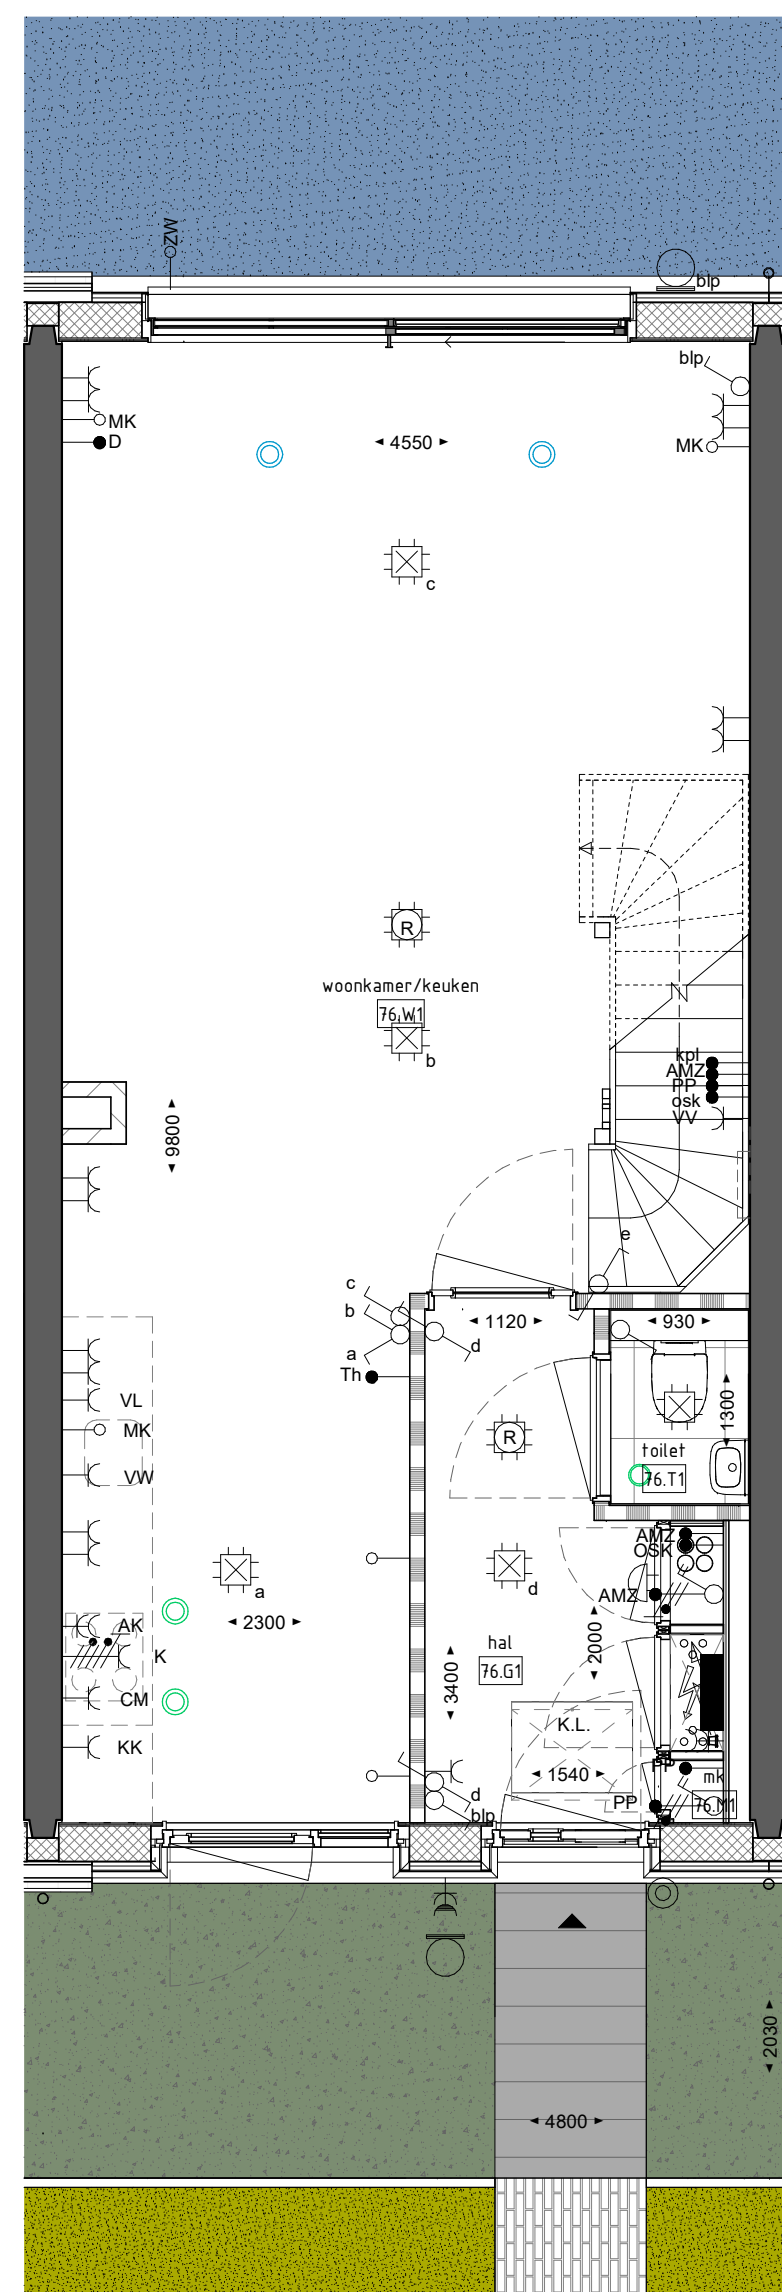 ZW
blp
blp
MK
D
4550
MK
c
R
woonkamer/keuken
76.W1
b
kpl
AMZ
PP
osk
VV
9800
e
c
b
a
d
1120
930
Th
1300
VL
MK
VW
R
toilet
76.T1
AMZ
OSK
a
d
AMZ
AK
2300
K
hal
2000
76.G1
3400
CM
K.L.
KK
1540
PP
mk
d
PP
76.M1
blp
2030
4800